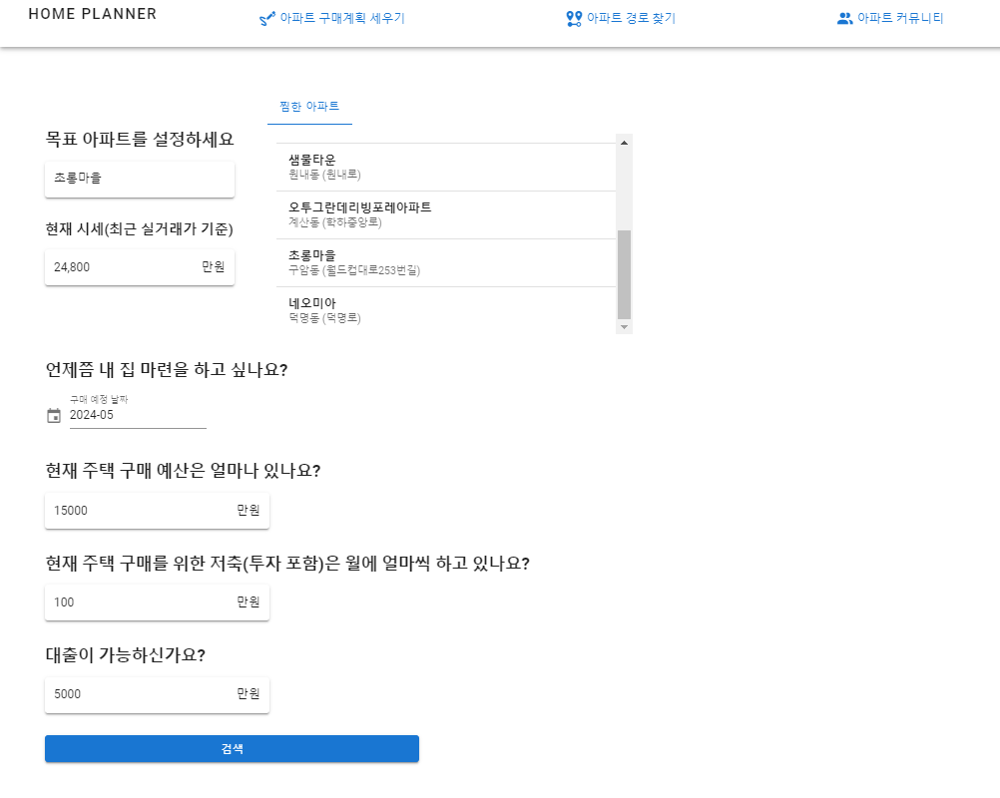 HOME PLANNER
아파트 구매계획 세우기
아파트 경로 찾기
아파트 커뮤니티
찜한 아파트
목표 아파트를 설정하세요
초롱마을
현재 시세(최근 실거래가 기준)
24,800 만원
샘물타운
원내동 (원내로)
오투그란데리빙포레아파트
계산동 (학하중앙로)
초롱마을
구암동 (월드컵대로253번길)
네오미아
덕명동 (덕명로)
언제쯤 내 집 마련을 하고 싶나요?
구매 예정 날짜
2024-05
현재 주택 구매 예산은 얼마나 있나요?
15000 만원
현재 주택 구매를 위한 저축(투자 포함)은 월에 얼마씩 하고 있나요?
100 만원
대출이 가능하신가요?
5000 만원
검색